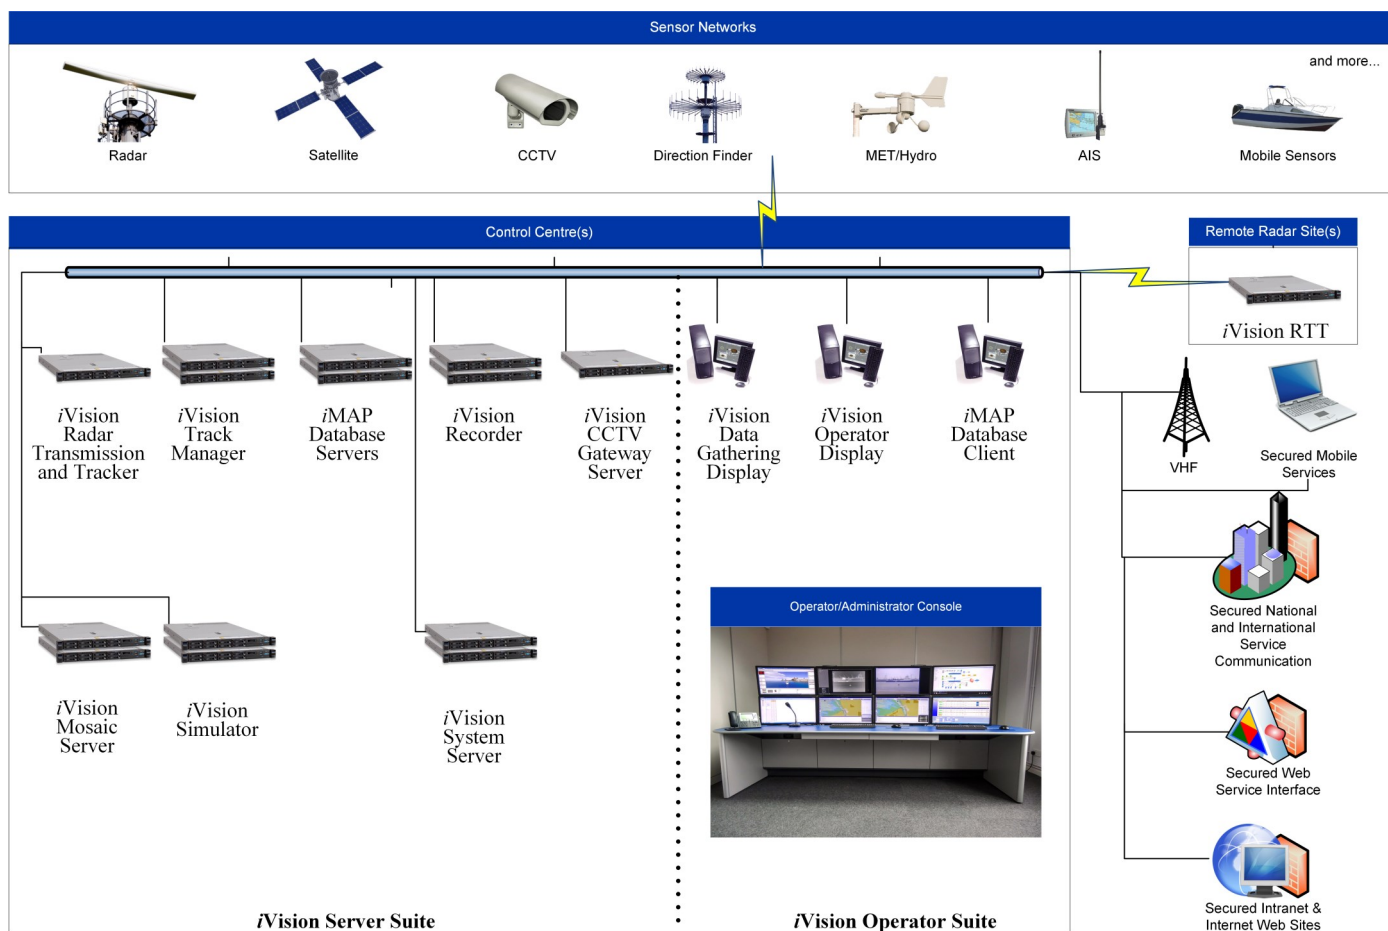 Sensor Networks
and more...
Radar
Satellite
CCTV
Direction Finder
MET/Hydro
AIS
Mobile Sensors
Control Centre(s)
Remote Radar Site(s)
iVision RTT
iVision
Radar
Transmission
and Tracker
iVision
Track
Manager
iMAP
Database
Servers
iVision
Recorder
iVision
CCTV
Gateway
Server
iVision
Data
Gathering
Display
iVision
Operator
Display
iMAP
Database
Client
VHF
Secured Mobile
Services
Secured National
and International
Service
Communication
Operator/Administrator Console
iVision
Mosaic
Server
iVision
Simulator
iVision
System
Server
Secured Web
Service Interface
Secured Intranet &
Internet Web Sites
iVision Server Suite
iVision Operator Suite